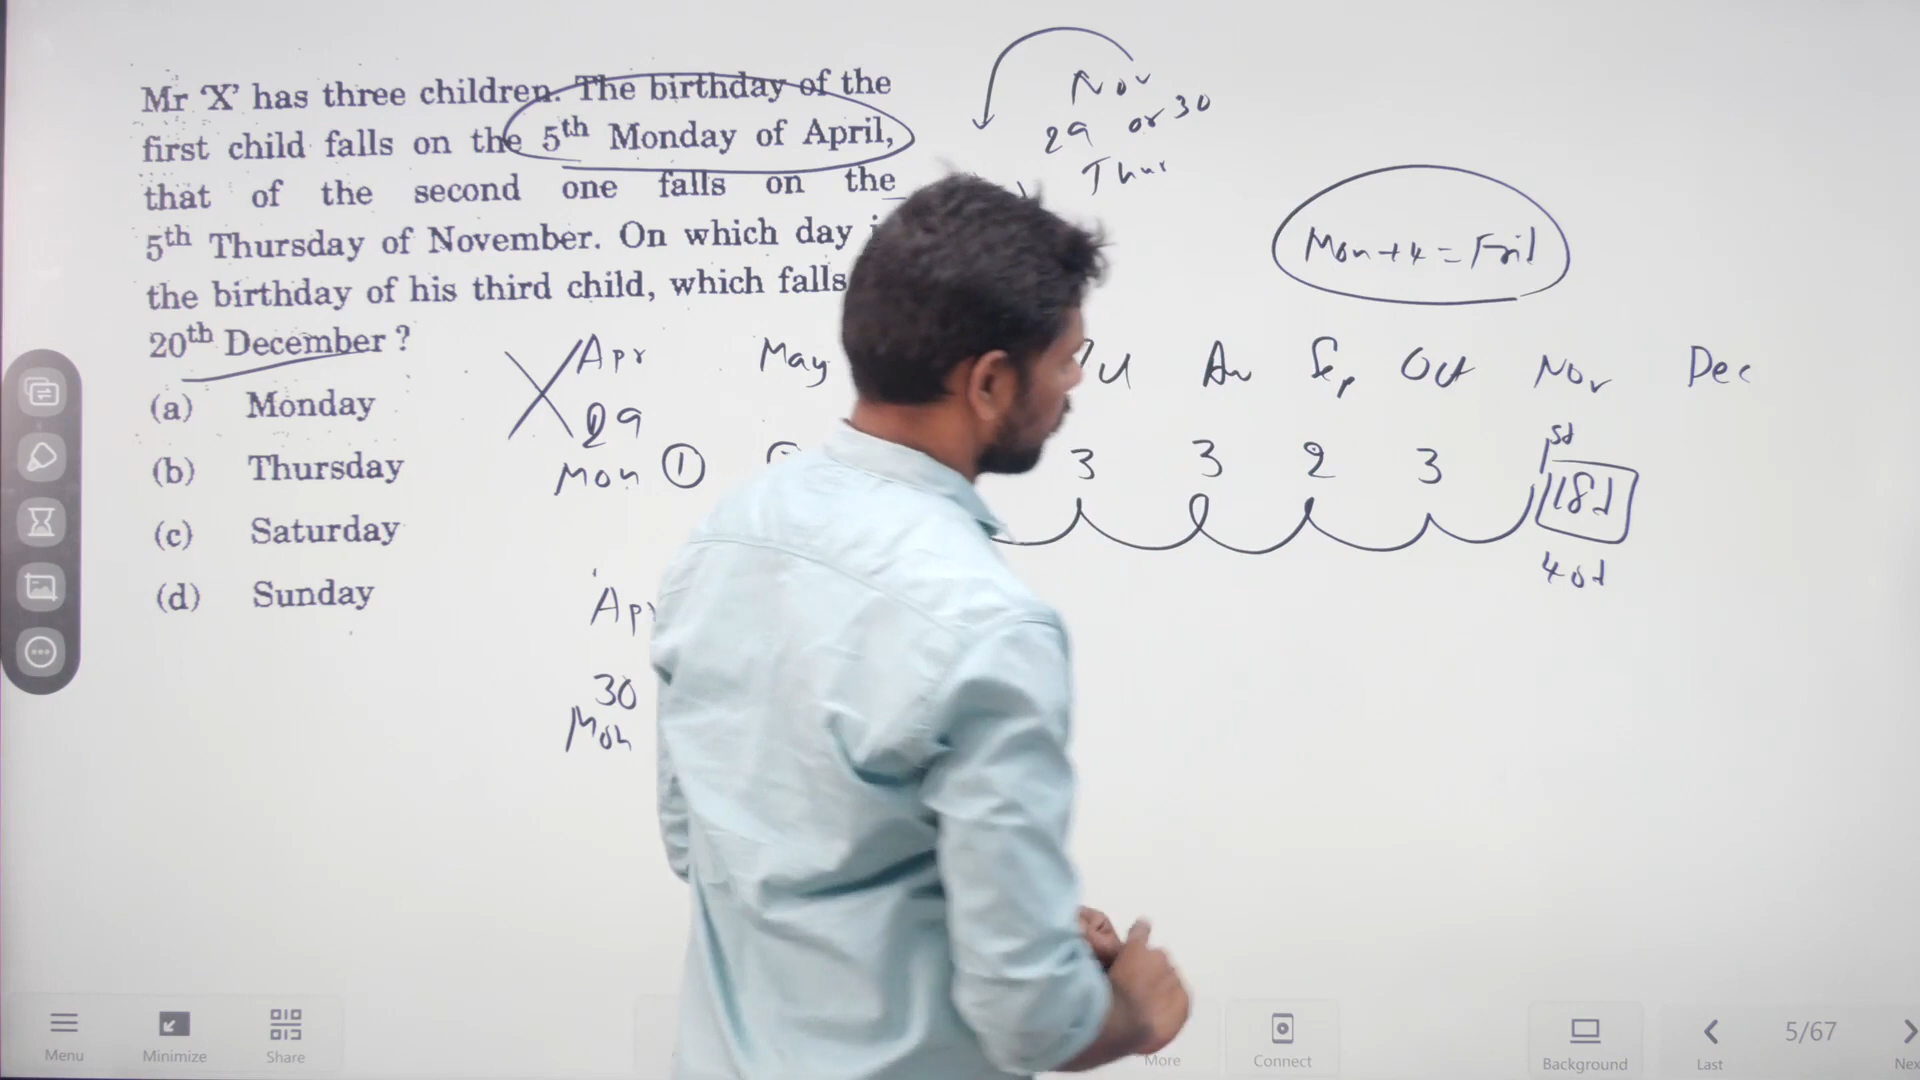 Mr 'X' has three children. The birthday of the
first child falls on the 5th Monday of April,
that of the second one falls on the
5th Thursday of November. On which day
the birthday of his third child, which falls
20th December ?
(a) Monday
(b) Thursday
(c) Saturday
(d) Sunday
Nov
29 or 30
Thur
Mon + 4 = Frid
Apr May Jul Au Sep Oct Nov Dec
29
Mon 1 3 3 2 3 1st
18d
4 od
Apr
30
Mon
Menu Minimize Share More Connect Background Last 5/67